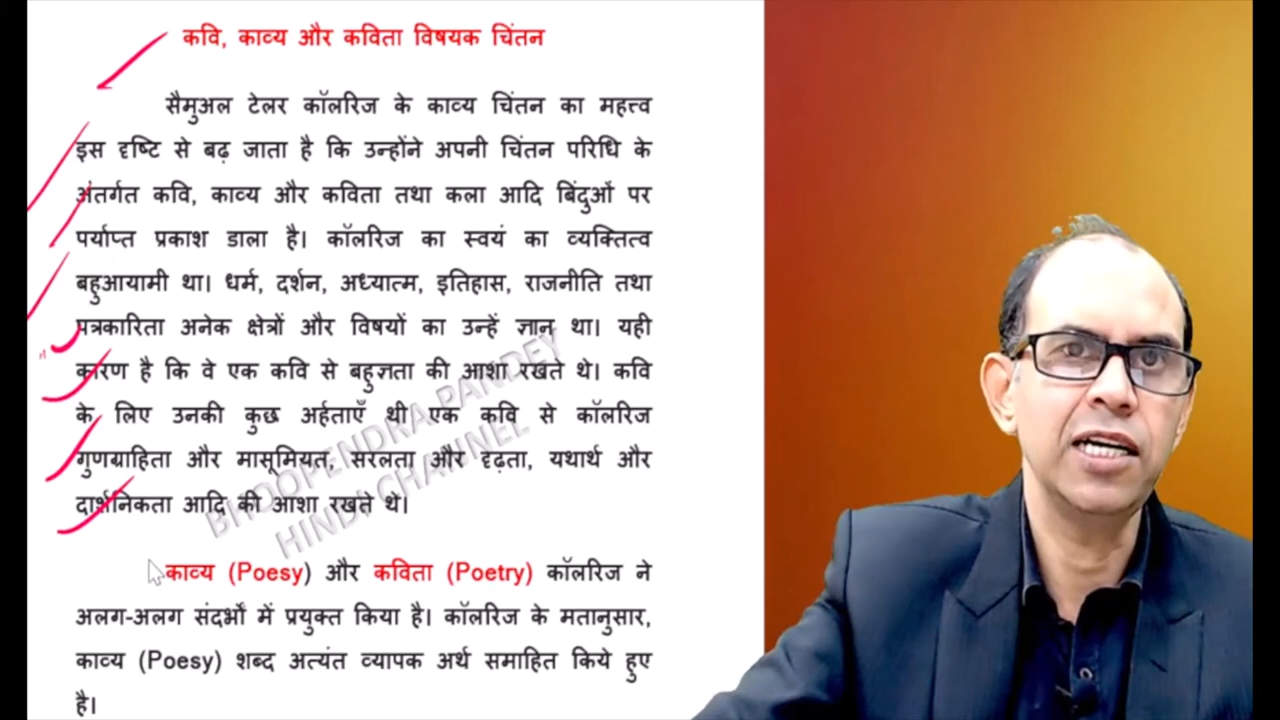 कवि, काव्य और कविता विषयक चिंतन
सैमुअल टेलर कॉलरिज के काव्य चिंतन का महत्त्व
इस दृष्टि से बढ़ जाता है कि उन्होंने अपनी चिंतन परिधि के
अंतर्गत कवि, काव्य और कविता तथा कला आदि बिंदुओं पर
पर्याप्त प्रकाश डाला है। कॉलरिज का स्वयं का व्यक्तित्व
बहुआयामी था। धर्म, दर्शन, अध्यात्म, इतिहास, राजनीति तथा
पत्रकारिता अनेक क्षेत्रों और विषयों का उन्हें ज्ञान था। यही
कारण है कि वे एक कवि से बहुज्ञता की आशा रखते थे। कवि
के लिए उनकी कुछ अर्हताएँ थी एक कवि से कॉलरिज
गुणग्राहिता और मासूमियत, सरलता और दृढ़ता, यथार्थ और
दार्शनिकता आदि की आशा रखते थे।
BHOOPENDRA PANDEY
HINDI CHANNEL
काव्य (Poesy) और कविता (Poetry) कॉलरिज ने
अलग-अलग संदर्भों में प्रयुक्त किया है। कॉलरिज के मतानुसार,
काव्य (Poesy) शब्द अत्यंत व्यापक अर्थ समाहित किये हुए
है।